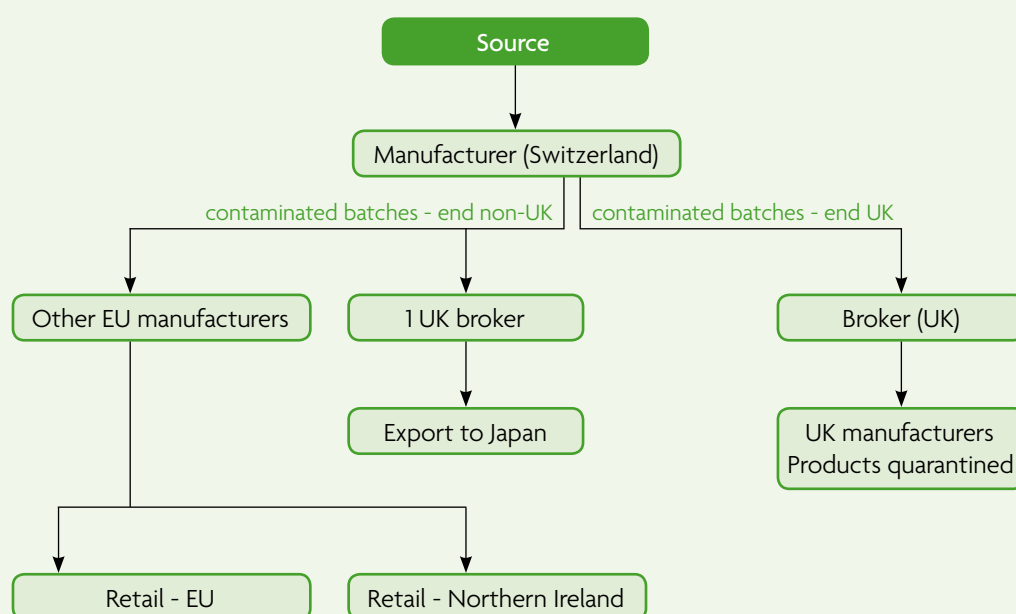 Source
Manufacturer (Switzerland)
contaminated batches - end non-UK
contaminated batches - end UK
Other EU manufacturers
1 UK broker
Broker (UK)
Export to Japan
UK manufacturers
Products quarantined
Retail - EU
Retail - Northern Ireland